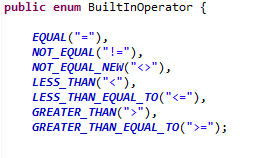 public enum BuiltInOperator {
EQUAL("="),
NOT_EQUAL("!="),
NOT_EQUAL_NEW("<>"),
LESS_THAN("<"),
LESS_THAN_EQUAL_TO("<="),
GREATER_THAN(">"),
GREATER_THAN_EQUAL_TO(">=");